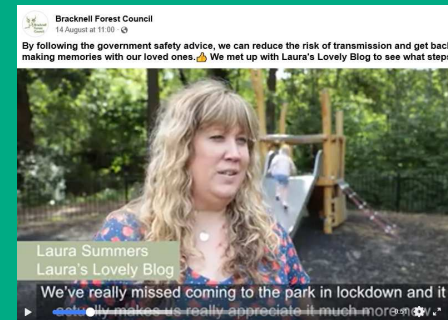 Bracknell Forest Council
14 August at 11:00
By following the government safety advice, we can reduce the risk of transmission and get bac
making memories with our loved ones.👍 We met up with Laura's Lovely Blog to see what step
Laura Summers
Laura's Lovely Blog
We've really missed coming to the park in lockdown and it
actually makes us really appreciate it much more now.